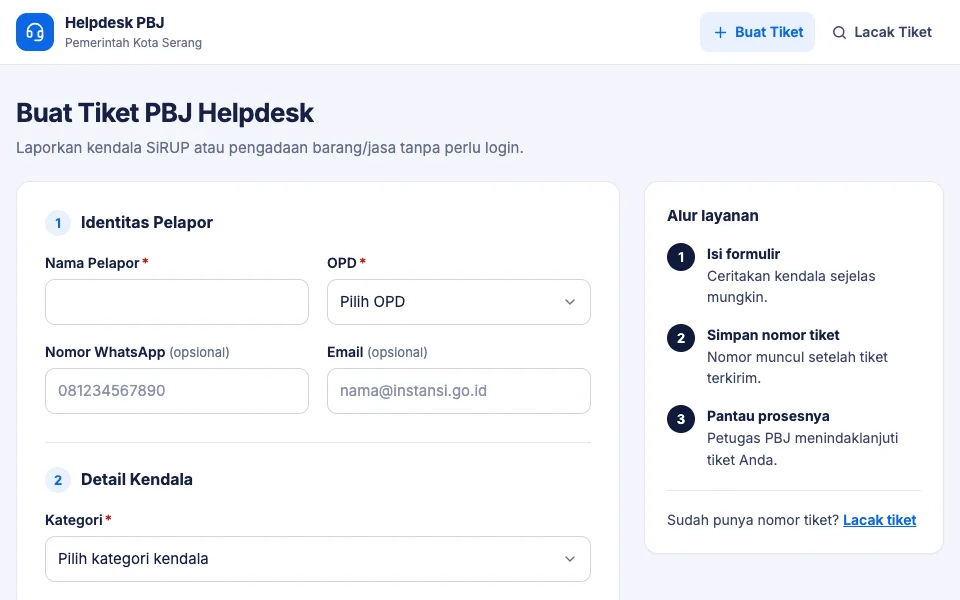 Helpdesk PBJ
Pemerintah Kota Serang
Buat Tiket
Lacak Tiket
Buat Tiket PBJ Helpdesk
Laporkan kendala SiRUP atau pengadaan barang/jasa tanpa perlu login.
1 Identitas Pelapor
Nama Pelapor*
OPD*
Pilih OPD
Nomor WhatsApp (opsional)
081234567890
Email (opsional)
nama@instansi.go.id
2 Detail Kendala
Kategori*
Pilih kategori kendala
Alur layanan
1 Isi formulir
Ceritakan kendala sejelas
mungkin.
2 Simpan nomor tiket
Nomor muncul setelah tiket
terkirim.
3 Pantau prosesnya
Petugas PBJ menindaklanjuti
tiket Anda.
Sudah punya nomor tiket? Lacak tiket